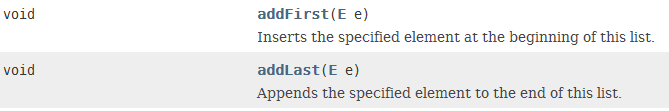 void addFirst(E e)
Inserts the specified element at the beginning of this list.
void addLast(E e)
Appends the specified element to the end of this list.